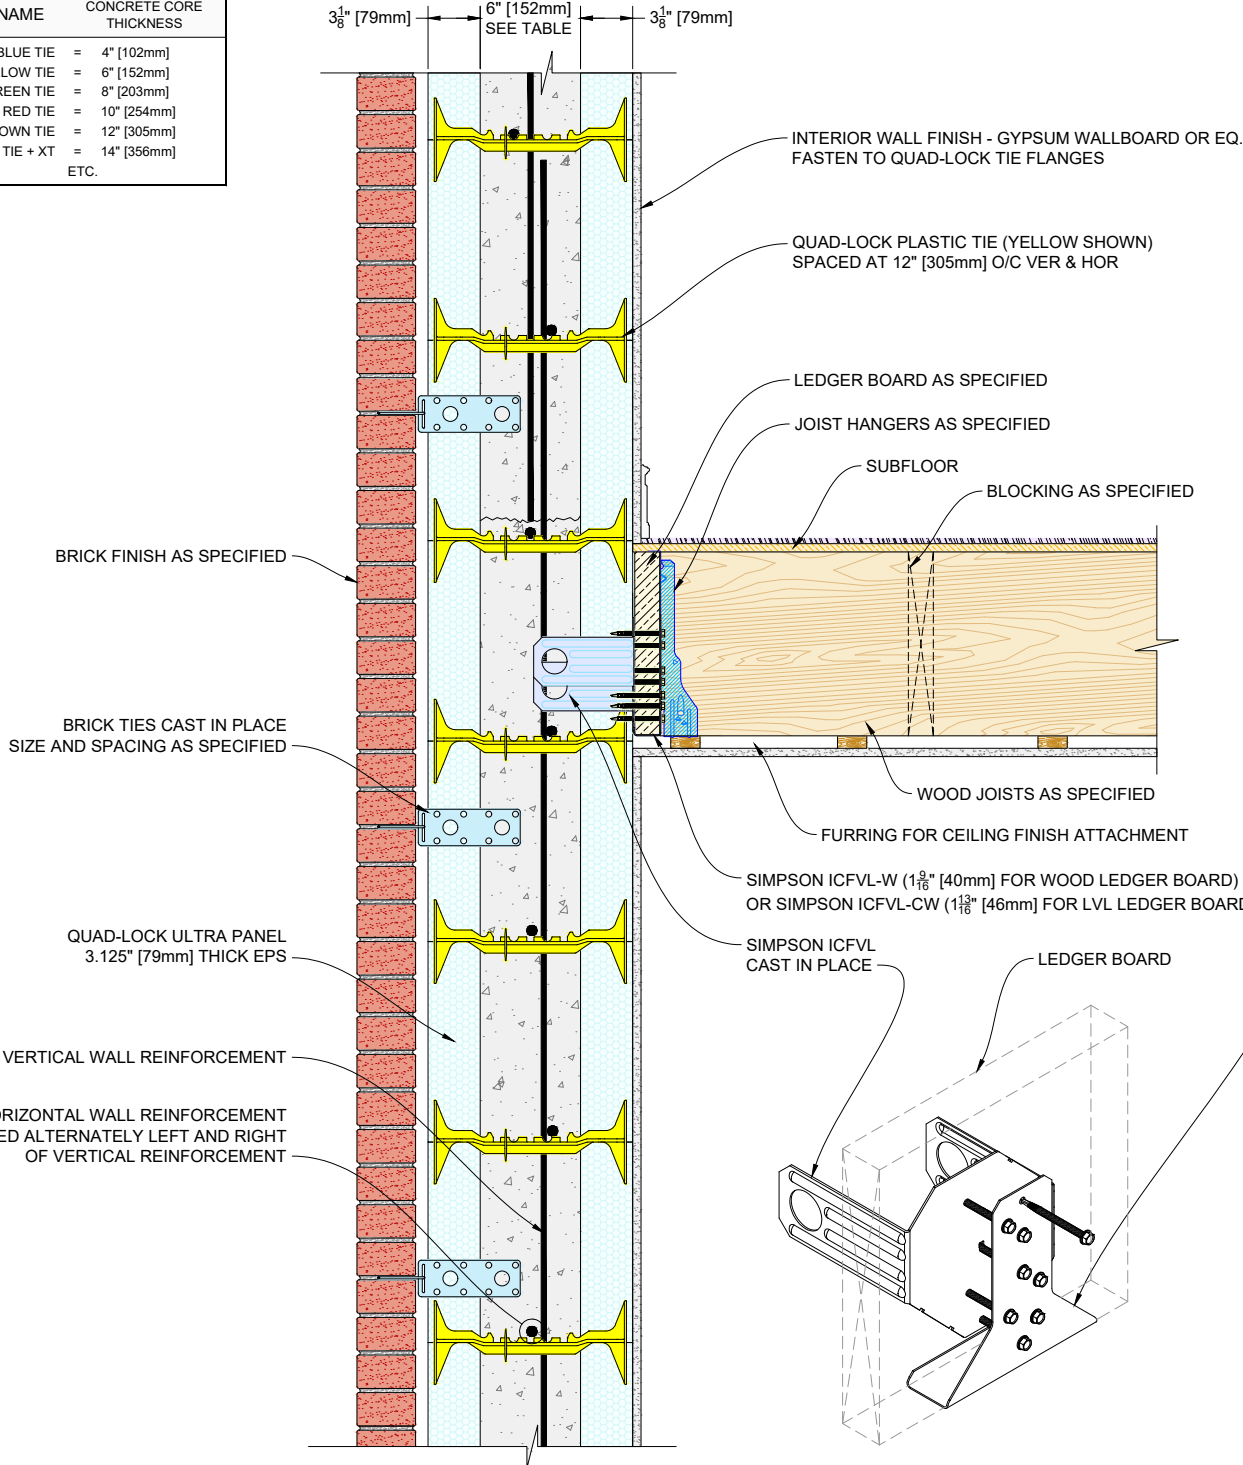 NAME
CONCRETE CORE
THICKNESS
BLUE TIE = 4" [102mm]
LOW TIE = 6" [152mm]
REEN TIE = 8" [203mm]
RED TIE = 10" [254mm]
OWN TIE = 12" [305mm]
TIE + XT = 14" [356mm]
ETC.
3 1/8" [79mm]
6" [152mm]
SEE TABLE
3 1/8" [79mm]
INTERIOR WALL FINISH - GYPSUM WALLBOARD OR EQ.
FASTEN TO QUAD-LOCK TIE FLANGES
QUAD-LOCK PLASTIC TIE (YELLOW SHOWN)
SPACED AT 12" [305mm] O/C VER & HOR
LEDGER BOARD AS SPECIFIED
JOIST HANGERS AS SPECIFIED
SUBFLOOR
BLOCKING AS SPECIFIED
BRICK FINISH AS SPECIFIED
BRICK TIES CAST IN PLACE
SIZE AND SPACING AS SPECIFIED
WOOD JOISTS AS SPECIFIED
FURRING FOR CEILING FINISH ATTACHMENT
SIMPSON ICFVL-W (1 9/16" [40mm] FOR WOOD LEDGER BOARD)
OR SIMPSON ICFVL-CW (1 13/16" [46mm] FOR LVL LEDGER BOARD
QUAD-LOCK ULTRA PANEL
3.125" [79mm] THICK EPS
SIMPSON ICFVL
CAST IN PLACE
LEDGER BOARD
VERTICAL WALL REINFORCEMENT
ORIZONTAL WALL REINFORCEMENT
ED ALTERNATELY LEFT AND RIGHT
OF VERTICAL REINFORCEMENT